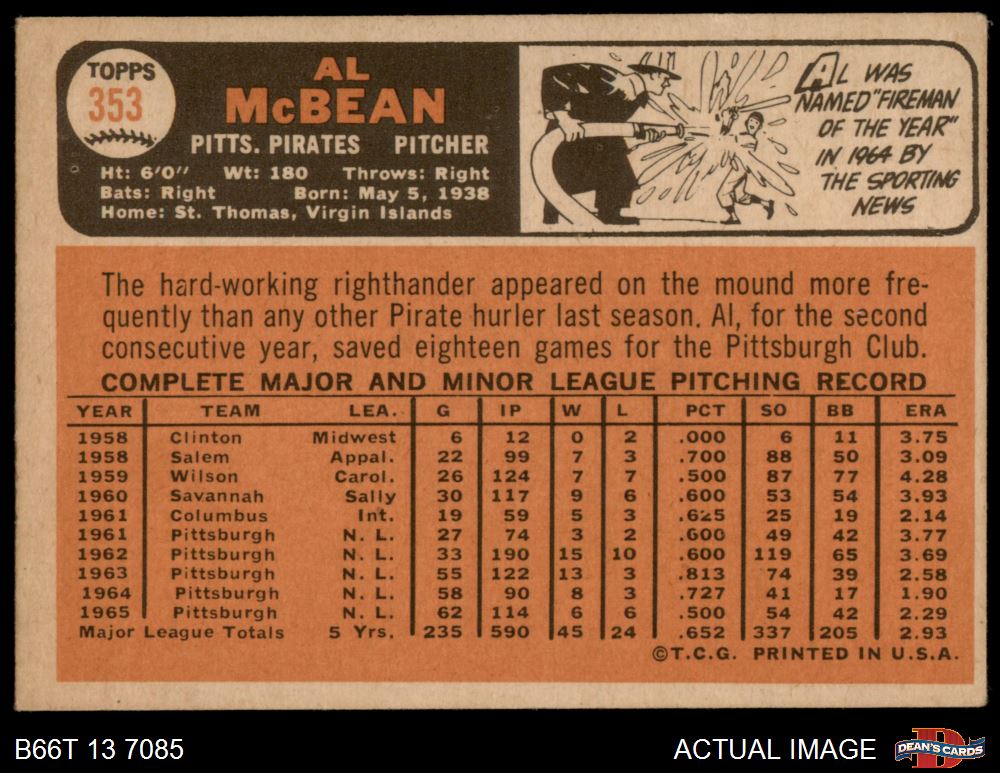 TOPPS
353
AL
McBEAN
PITTS. PIRATES PITCHER
Ht: 6'0" Wt: 180 Throws: Right
Bats: Right Born: May 5, 1938
Home: St. Thomas, Virgin Islands
AL WAS
NAMED "FIREMAN
OF THE YEAR"
IN 1964 BY
THE SPORTING
NEWS
The hard-working righthander appeared on the mound more fre-
quently than any other Pirate hurler last season. Al, for the second
consecutive year, saved eighteen games for the Pittsburgh Club.
COMPLETE MAJOR AND MINOR LEAGUE PITCHING RECORD
YEAR TEAM LEA. G IP W L PCT SO BB ERA
1958 Clinton Midwest 6 12 0 2 .000 6 11 3.75
1958 Salem Appal. 22 99 7 3 .700 88 50 3.09
1959 Wilson Carol. 26 124 7 7 .500 87 77 4.28
1960 Savannah Sally 30 117 9 6 .600 53 54 3.93
1961 Columbus Int. 19 59 5 3 .625 25 19 2.14
1961 Pittsburgh N. L. 27 74 3 2 .600 49 42 3.77
1962 Pittsburgh N. L. 33 190 15 10 .600 119 65 3.69
1963 Pittsburgh N. L. 55 122 13 3 .813 74 39 2.58
1964 Pittsburgh N. L. 58 90 8 3 .727 41 17 1.90
1965 Pittsburgh N. L. 62 114 6 6 .500 54 42 2.29
Major League Totals 5 Yrs. 235 590 45 24 .652 337 205 2.93
©T.C.G. PRINTED IN U.S.A.
B66T 13 7085 ACTUAL IMAGE D DEAN'S CARDS